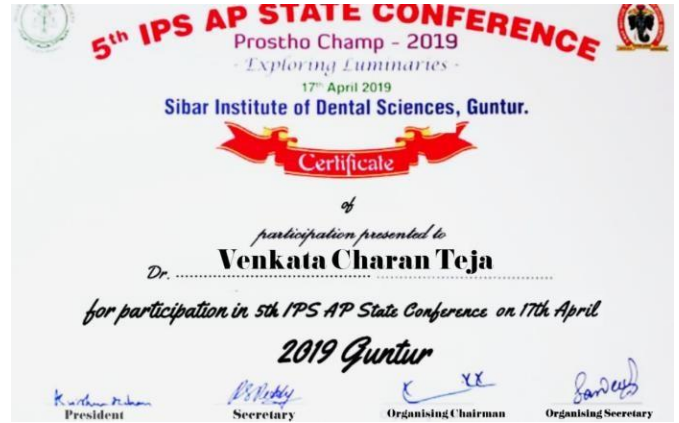 5th IPS AP STATE CONFERENCE
Prostho Champ - 2019
- Exploring Luminaries -
17th April 2019
Sibar Institute of Dental Sciences, Guntur.
Certificate
of
participation presented to
Dr. Venkata Charan Teja
for participation in 5th IPS AP State Conference on 17th April
2019 Guntur
President Secretary Organising Chairman Organising Secretary